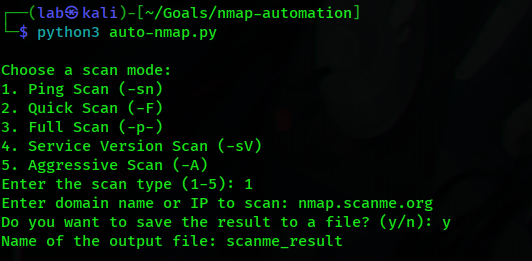 ┌──(lab㉿kali)-[~/Goals/nmap-automation]
└─$ python3 auto-nmap.py
Choose a scan mode:
1. Ping Scan (-sn)
2. Quick Scan (-F)
3. Full Scan (-p-)
4. Service Version Scan (-sV)
5. Aggressive Scan (-A)
Enter the scan type (1-5): 1
Enter domain name or IP to scan: nmap.scanme.org
Do you want to save the result to a file? (y/n): y
Name of the output file: scanme_result